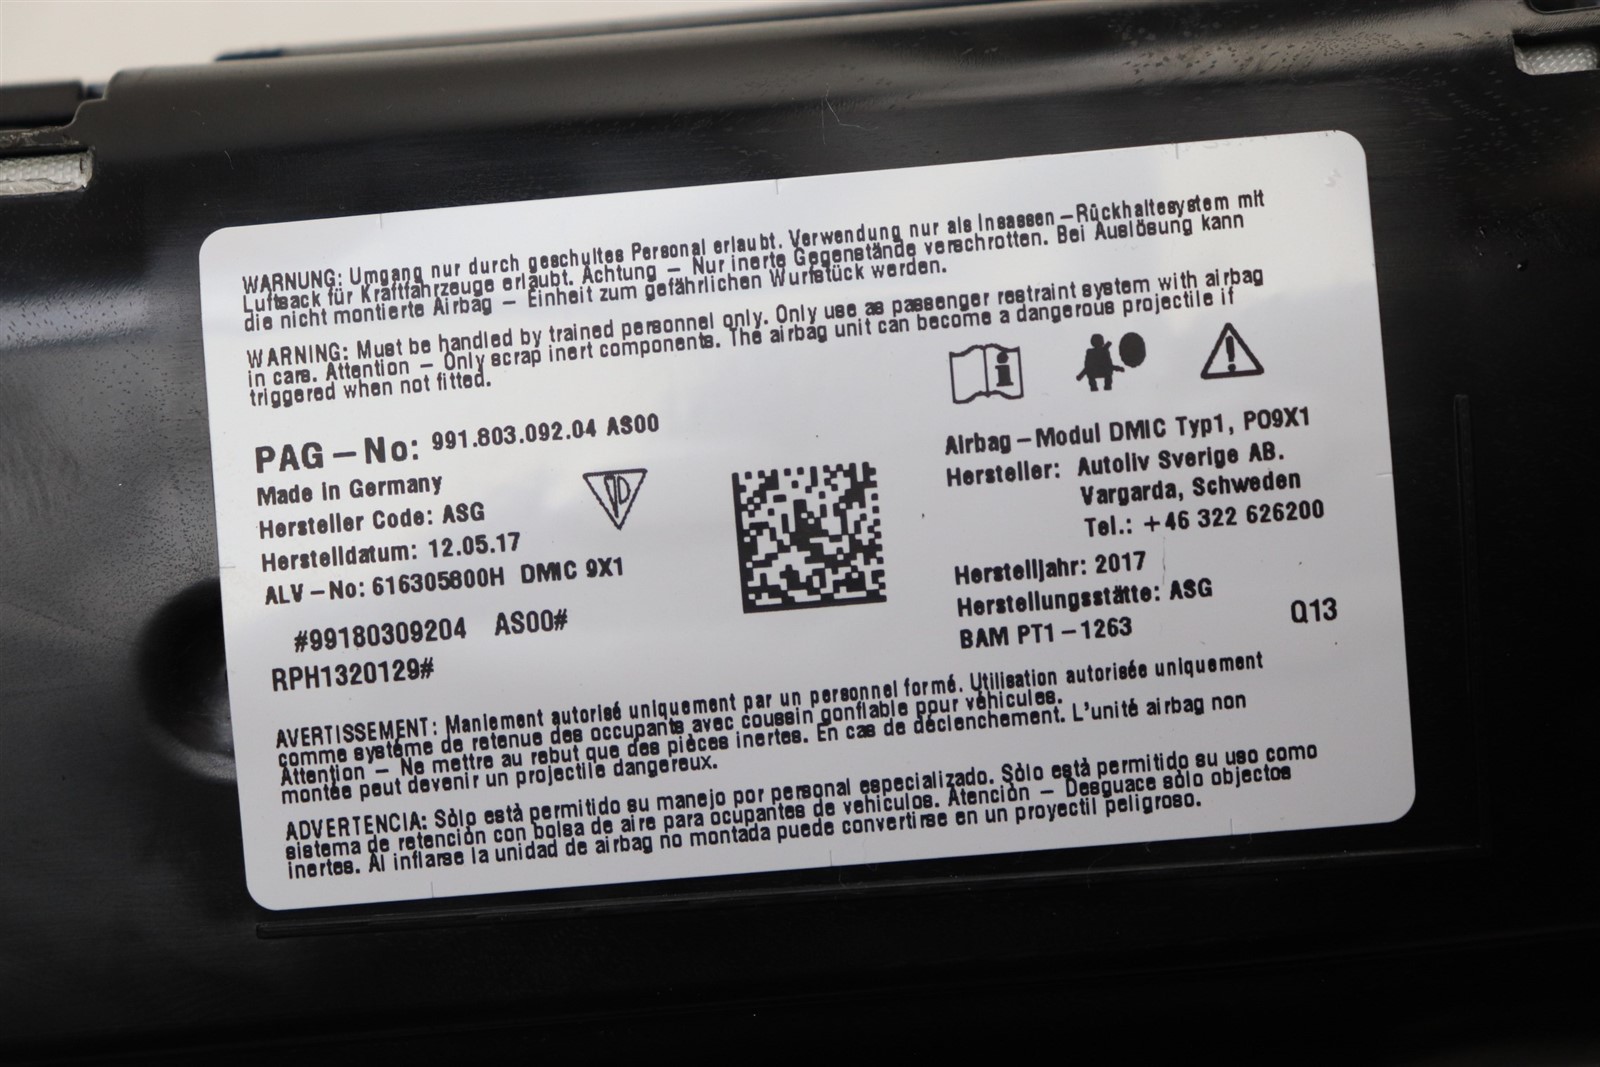 WARNUNG: Umgang nur durch geschultes Personal erlaubt. Verwendung nur als Insassen-Rückhaltesystem mit
Luftsack für Kraftfahrzeuge erlaubt. Achtung - Nur inerte Gegenstände verschrotten. Bei Auslösung kann
die nicht montierte Airbag - Einheit zum gefährlichen Wurfstück werden.
WARNING: Must be handled by trained personnel only. Only use as passenger restraint system with airbag
in cars. Attention - Only scrap inert components. The airbag unit can become a dangerous projectile if
triggered when not fitted.
PAG-No: 991.803.092.04 AS00
Made in Germany
Hersteller Code: ASG
Herstelldatum: 12.05.17
ALV-No: 616305800H DMIC 9X1
#99180309204 AS00#
RPH1320129#
Airbag-Modul DMIC Typ1, PO9X1
Hersteller: Autoliv Sverige AB.
Vargarda, Schweden
Tel.: +46 322 626200
Herstelljahr: 2017
Herstellungsstätte: ASG
BAM PT1-1263
Q13
AVERTISSEMENT: Maniement autorisé uniquement par un personnel formé. Utilisation autorisée uniquement
comme système de retenue des occupants avec coussin gonflable pour véhicules.
Attention - Ne mettre au rebut que des pièces inertes. En cas de déclenchement. L'unité airbag non
montée peut devenir un projectile dangereux.
ADVERTENCIA: Sòlo està permitido su manejo por personal especializado. Sòlo està permitido su uso como
sistema de retención con bolsa de aire para ocupantes de vehículos. Atención - Desguace sòlo objectos
inertes. Al inflarse la unidad de airbag no montada puede convertirse en un proyectil peligroso.